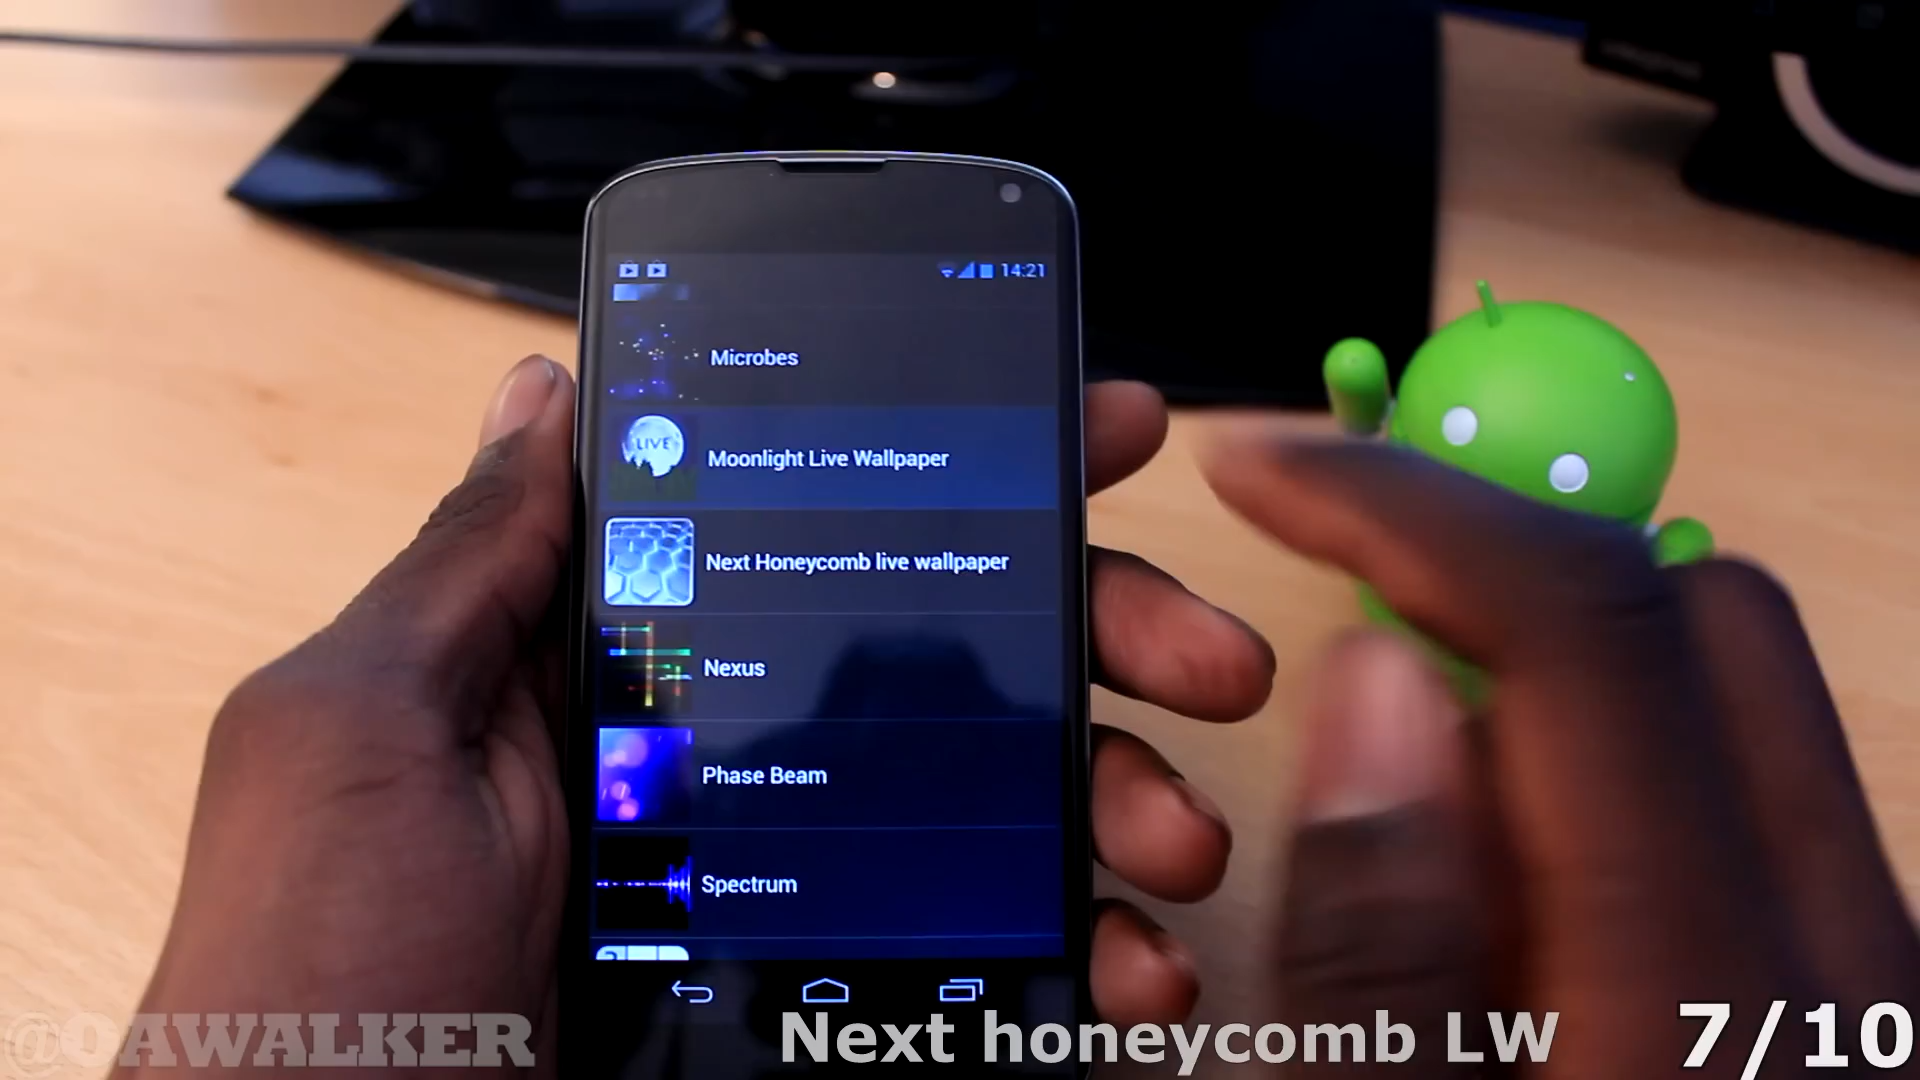 14:21
Microbes
LIVE
Moonlight Live Wallpaper
Next Honeycomb live wallpaper
Nexus
Phase Beam
Spectrum
@OAWALKER
Next honeycomb LW
7/10